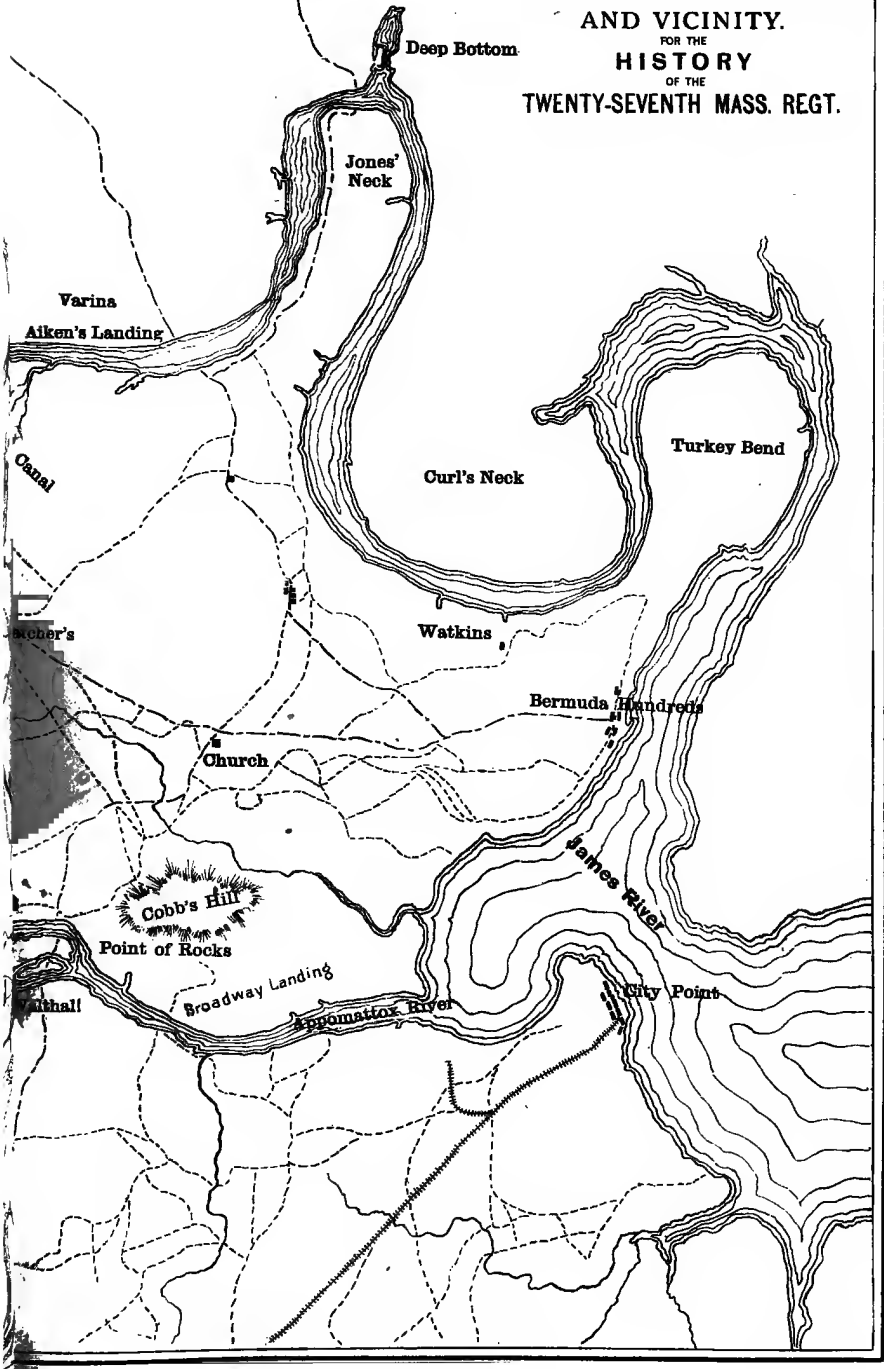 AND VICINITY.
FOR THE
HISTORY
OF THE
TWENTY-SEVENTH MASS. REGT.
Deep Bottom
Jones'
Neck
Varina
Aiken's Landing
Turkey Bend
Canal
Curl's Neck
Watkins
Bermuda Hundreds
Church
James River
Cobb's Hill
Point of Rocks
Broadway Landing
City Point
Appomattox River